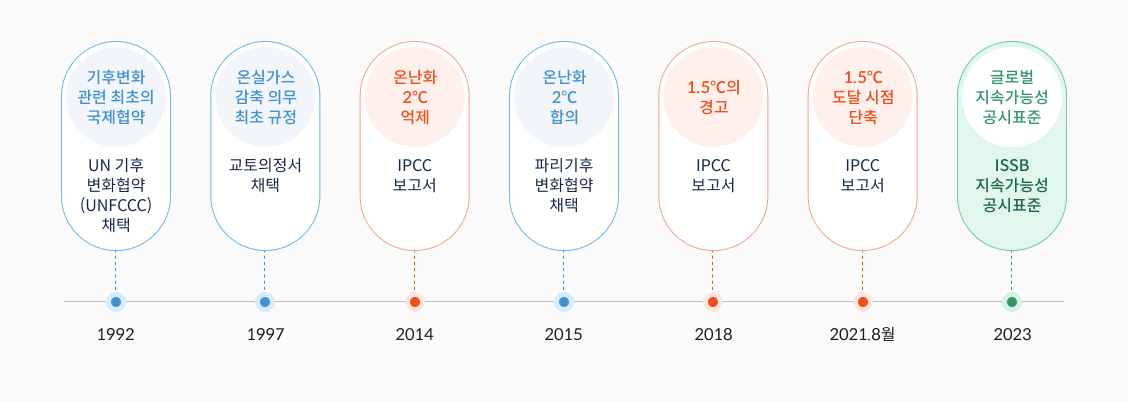 기후변화
관련 최초의
국제협약
UN 기후
변화협약
(UNFCCC)
채택
1992
온실가스
감축 의무
최초 규정
교토의정서
채택
1997
온난화
2℃
억제
IPCC
보고서
2014
온난화
2℃
합의
파리기후
변화협약
채택
2015
1.5℃의
경고
IPCC
보고서
2018
1.5℃
도달 시점
단축
IPCC
보고서
2021.8월
글로벌
지속가능성
공시표준
ISSB
지속가능성
공시표준
2023